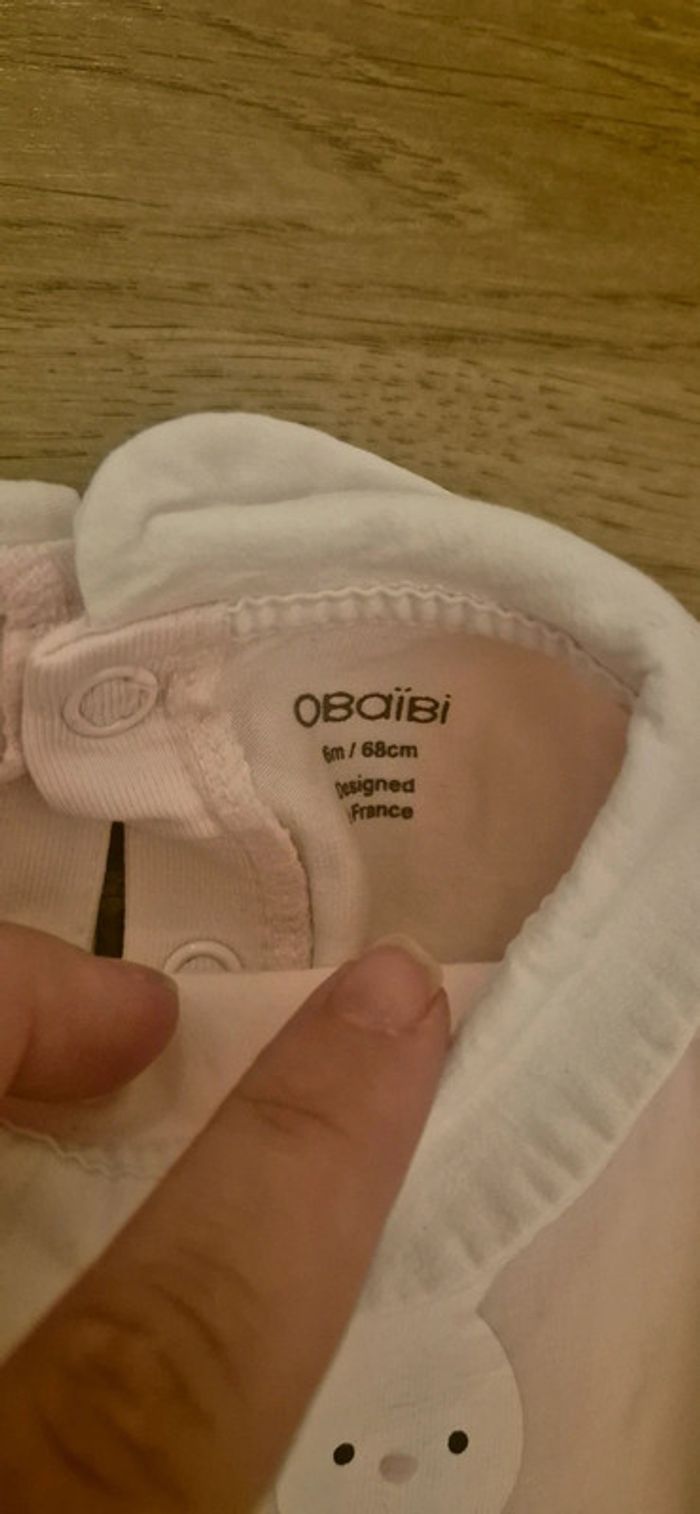 OBAÏBI
6m / 68cm
Designed
France